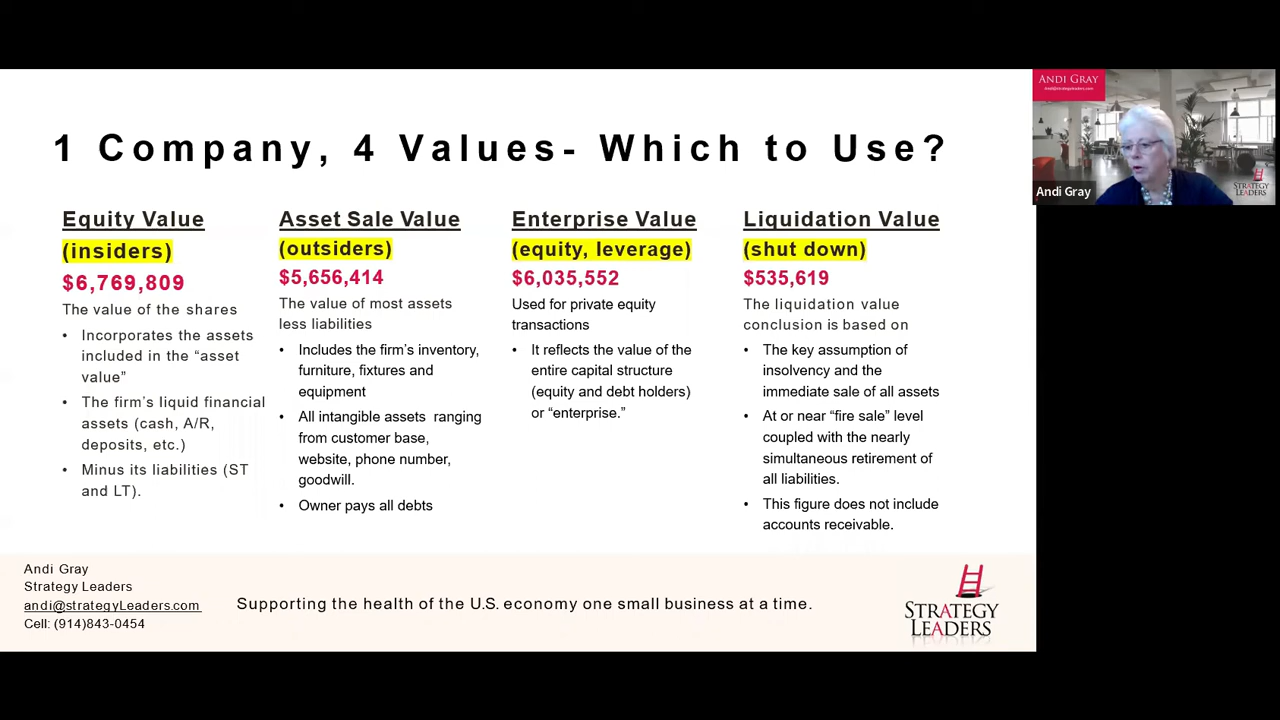 1 Company, 4 Values- Which to Use?
Equity Value
(insiders)
$6,769,809
The value of the shares
• Incorporates the assets
included in the “asset
value”
• The firm’s liquid financial
assets (cash, A/R,
deposits, etc.)
• Minus its liabilities (ST
and LT).
Asset Sale Value
(outsiders)
$5,656,414
The value of most assets
less liabilities
• Includes the firm’s inventory,
furniture, fixtures and
equipment
• All intangible assets ranging
from customer base,
website, phone number,
goodwill.
• Owner pays all debts
Enterprise Value
(equity, leverage)
$6,035,552
Used for private equity
transactions
• It reflects the value of the
entire capital structure
(equity and debt holders)
or “enterprise.”
Liquidation Value
(shut down)
$535,619
The liquidation value
conclusion is based on
• The key assumption of
insolvency and the
immediate sale of all assets
• At or near “fire sale” level
coupled with the nearly
simultaneous retirement of
all liabilities.
• This figure does not include
accounts receivable.
Andi Gray
Strategy Leaders
andi@strategyLeaders.com
Cell: (914)843-0454
Supporting the health of the U.S. economy one small business at a time.
STRATEGY
LEADERS
ANDI GRAY
Andi@strategyleaders.com
Andi Gray
STRATEGY
LEADERS